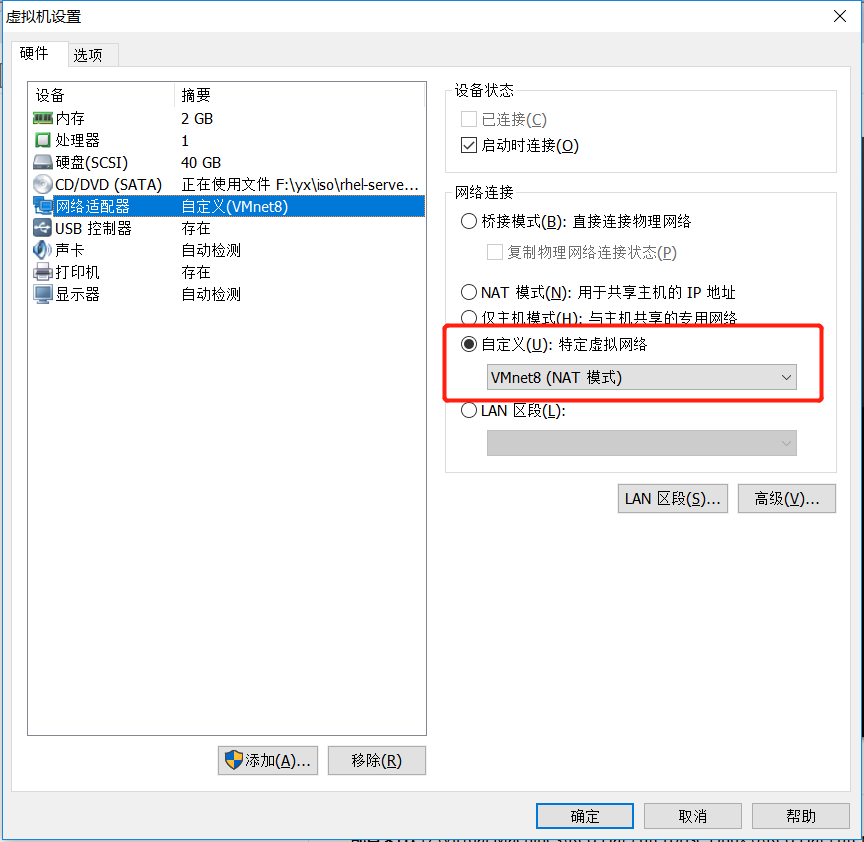 虚拟机设置
硬件 选项
设备 摘要
内存 2 GB
处理器 1
硬盘(SCSI) 40 GB
CD/DVD (SATA) 正在使用文件 F:\yx\iso\rhel-serve...
网络适配器 自定义(VMnet8)
USB 控制器 存在
声卡 自动检测
打印机 存在
显示器 自动检测
添加(A)... 移除(R)
设备状态
已连接(C)
启动时连接(O)
网络连接
桥接模式(B): 直接连接物理网络
复制物理网络连接状态(P)
NAT 模式(N): 用于共享主机的 IP 地址
仅主机模式(H): 与主机共享的专用网络
自定义(U): 特定虚拟网络
VMnet8 (NAT 模式)
LAN 区段(L):
LAN 区段(S)... 高级(V)...
确定 取消 帮助